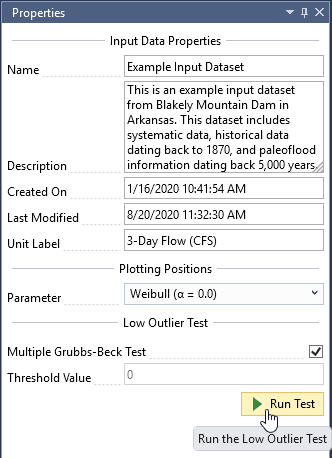 Properties
Input Data Properties
Name Example Input Dataset
This is an example input dataset
from Blakely Mountain Dam in
Arkansas. This dataset includes
systematic data, historical data
dating back to 1870, and paleoflood
Description information dating back 5,000 years
Created On 1/16/2020 10:41:54 AM
Last Modified 8/20/2020 11:32:30 AM
Unit Label 3-Day Flow (CFS)
Plotting Positions
Parameter Weibull (α = 0.0)
Low Outlier Test
Multiple Grubbs-Beck Test
Threshold Value 0
Run Test
Run the Low Outlier Test